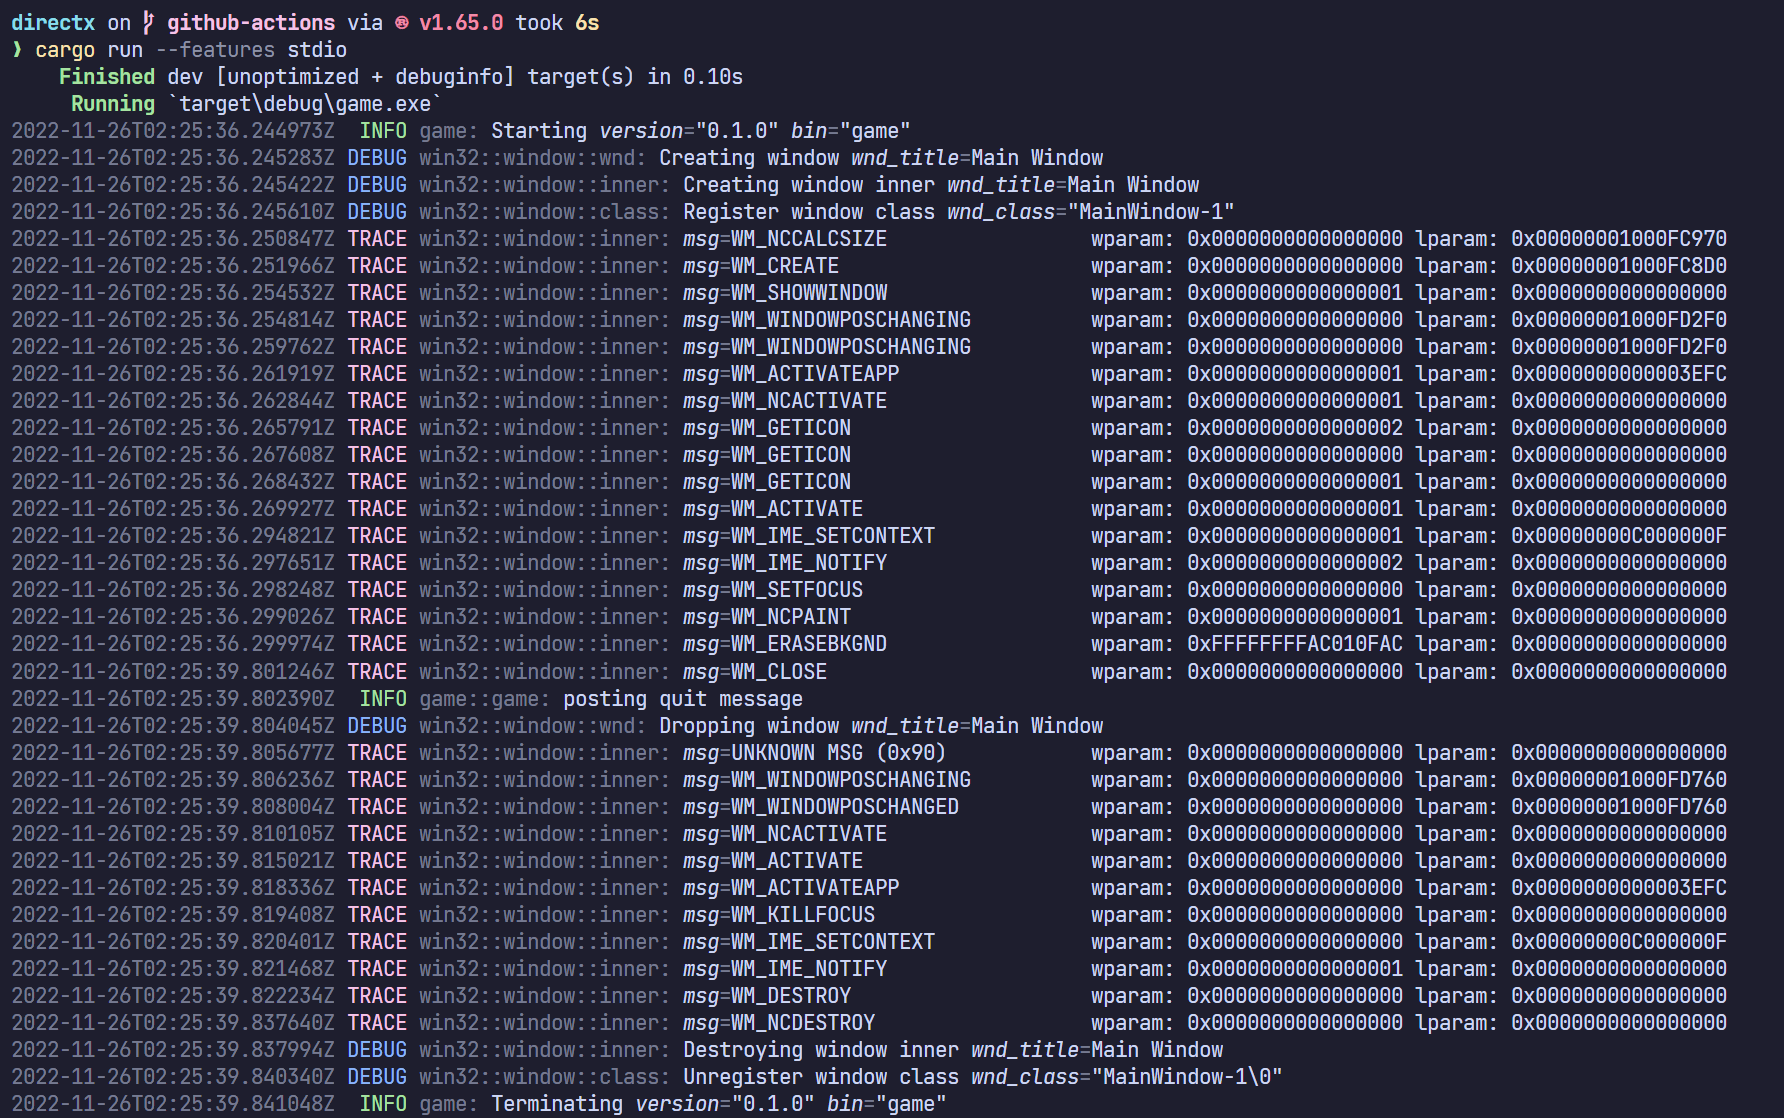 directx on github-actions via v1.65.0 took 6s
❯ cargo run --features stdio
    Finished dev [unoptimized + debuginfo] target(s) in 0.10s
     Running `target\debug\game.exe`
2022-11-26T02:25:36.244973Z  INFO game: Starting version="0.1.0" bin="game"
2022-11-26T02:25:36.245283Z DEBUG win32::window::wnd: Creating window wnd_title=Main Window
2022-11-26T02:25:36.245422Z DEBUG win32::window::inner: Creating window inner wnd_title=Main Window
2022-11-26T02:25:36.245610Z DEBUG win32::window::class: Register window class wnd_class="MainWindow-1"
2022-11-26T02:25:36.250847Z TRACE win32::window::inner: msg=WM_NCCALCSIZE                 wparam: 0x0000000000000000 lparam: 0x00000001000FC970
2022-11-26T02:25:36.251966Z TRACE win32::window::inner: msg=WM_CREATE                     wparam: 0x0000000000000000 lparam: 0x00000001000FC8D0
2022-11-26T02:25:36.254532Z TRACE win32::window::inner: msg=WM_SHOWWINDOW                 wparam: 0x0000000000000001 lparam: 0x0000000000000000
2022-11-26T02:25:36.254814Z TRACE win32::window::inner: msg=WM_WINDOWPOSCHANGING          wparam: 0x0000000000000000 lparam: 0x00000001000FD2F0
2022-11-26T02:25:36.259762Z TRACE win32::window::inner: msg=WM_WINDOWPOSCHANGING          wparam: 0x0000000000000000 lparam: 0x00000001000FD2F0
2022-11-26T02:25:36.261919Z TRACE win32::window::inner: msg=WM_ACTIVATEAPP                wparam: 0x0000000000000001 lparam: 0x0000000000003EFC
2022-11-26T02:25:36.262844Z TRACE win32::window::inner: msg=WM_NCACTIVATE                 wparam: 0x0000000000000001 lparam: 0x0000000000000000
2022-11-26T02:25:36.265791Z TRACE win32::window::inner: msg=WM_GETICON                    wparam: 0x0000000000000002 lparam: 0x0000000000000000
2022-11-26T02:25:36.267608Z TRACE win32::window::inner: msg=WM_GETICON                    wparam: 0x0000000000000000 lparam: 0x0000000000000000
2022-11-26T02:25:36.268432Z TRACE win32::window::inner: msg=WM_GETICON                    wparam: 0x0000000000000001 lparam: 0x0000000000000000
2022-11-26T02:25:36.269927Z TRACE win32::window::inner: msg=WM_ACTIVATE                   wparam: 0x0000000000000001 lparam: 0x0000000000000000
2022-11-26T02:25:36.294821Z TRACE win32::window::inner: msg=WM_IME_SETCONTEXT             wparam: 0x0000000000000001 lparam: 0x00000000C000000F
2022-11-26T02:25:36.297651Z TRACE win32::window::inner: msg=WM_IME_NOTIFY                 wparam: 0x0000000000000002 lparam: 0x0000000000000000
2022-11-26T02:25:36.298248Z TRACE win32::window::inner: msg=WM_SETFOCUS                   wparam: 0x0000000000000000 lparam: 0x0000000000000000
2022-11-26T02:25:36.299026Z TRACE win32::window::inner: msg=WM_NCPAINT                    wparam: 0x0000000000000001 lparam: 0x0000000000000000
2022-11-26T02:25:36.299974Z TRACE win32::window::inner: msg=WM_ERASEBKGND                 wparam: 0xFFFFFFFFAC010FAC lparam: 0x0000000000000000
2022-11-26T02:25:39.801246Z TRACE win32::window::inner: msg=WM_CLOSE                      wparam: 0x0000000000000000 lparam: 0x0000000000000000
2022-11-26T02:25:39.802390Z  INFO game::game: posting quit message
2022-11-26T02:25:39.804045Z DEBUG win32::window::wnd: Dropping window wnd_title=Main Window
2022-11-26T02:25:39.805677Z TRACE win32::window::inner: msg=UNKNOWN MSG (0x90)            wparam: 0x0000000000000000 lparam: 0x0000000000000000
2022-11-26T02:25:39.806236Z TRACE win32::window::inner: msg=WM_WINDOWPOSCHANGING          wparam: 0x0000000000000000 lparam: 0x00000001000FD760
2022-11-26T02:25:39.808004Z TRACE win32::window::inner: msg=WM_WINDOWPOSCHANGED           wparam: 0x0000000000000000 lparam: 0x00000001000FD760
2022-11-26T02:25:39.810105Z TRACE win32::window::inner: msg=WM_NCACTIVATE                 wparam: 0x0000000000000000 lparam: 0x0000000000000000
2022-11-26T02:25:39.815021Z TRACE win32::window::inner: msg=WM_ACTIVATE                   wparam: 0x0000000000000000 lparam: 0x0000000000000000
2022-11-26T02:25:39.818336Z TRACE win32::window::inner: msg=WM_ACTIVATEAPP                wparam: 0x0000000000000000 lparam: 0x0000000000003EFC
2022-11-26T02:25:39.819408Z TRACE win32::window::inner: msg=WM_KILLFOCUS                  wparam: 0x0000000000000000 lparam: 0x0000000000000000
2022-11-26T02:25:39.820401Z TRACE win32::window::inner: msg=WM_IME_SETCONTEXT             wparam: 0x0000000000000000 lparam: 0x00000000C000000F
2022-11-26T02:25:39.821468Z TRACE win32::window::inner: msg=WM_IME_NOTIFY                 wparam: 0x0000000000000001 lparam: 0x0000000000000000
2022-11-26T02:25:39.822234Z TRACE win32::window::inner: msg=WM_DESTROY                    wparam: 0x0000000000000000 lparam: 0x0000000000000000
2022-11-26T02:25:39.837640Z TRACE win32::window::inner: msg=WM_NCDESTROY                  wparam: 0x0000000000000000 lparam: 0x0000000000000000
2022-11-26T02:25:39.837994Z DEBUG win32::window::inner: Destroying window inner wnd_title=Main Window
2022-11-26T02:25:39.840340Z DEBUG win32::window::class: Unregister window class wnd_class="MainWindow-1\0"
2022-11-26T02:25:39.841048Z  INFO game: Terminating version="0.1.0" bin="game"